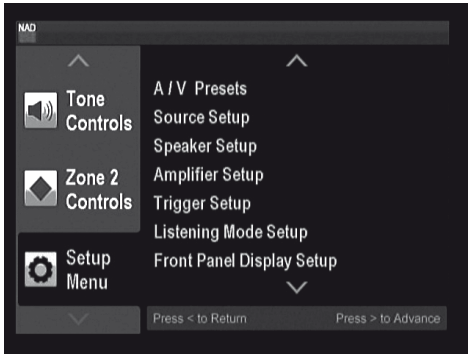 NAD
Tone
Controls
Zone 2
Controls
Setup
Menu
A / V Presets
Source Setup
Speaker Setup
Amplifier Setup
Trigger Setup
Listening Mode Setup
Front Panel Display Setup
Press < to Return
Press > to Advance